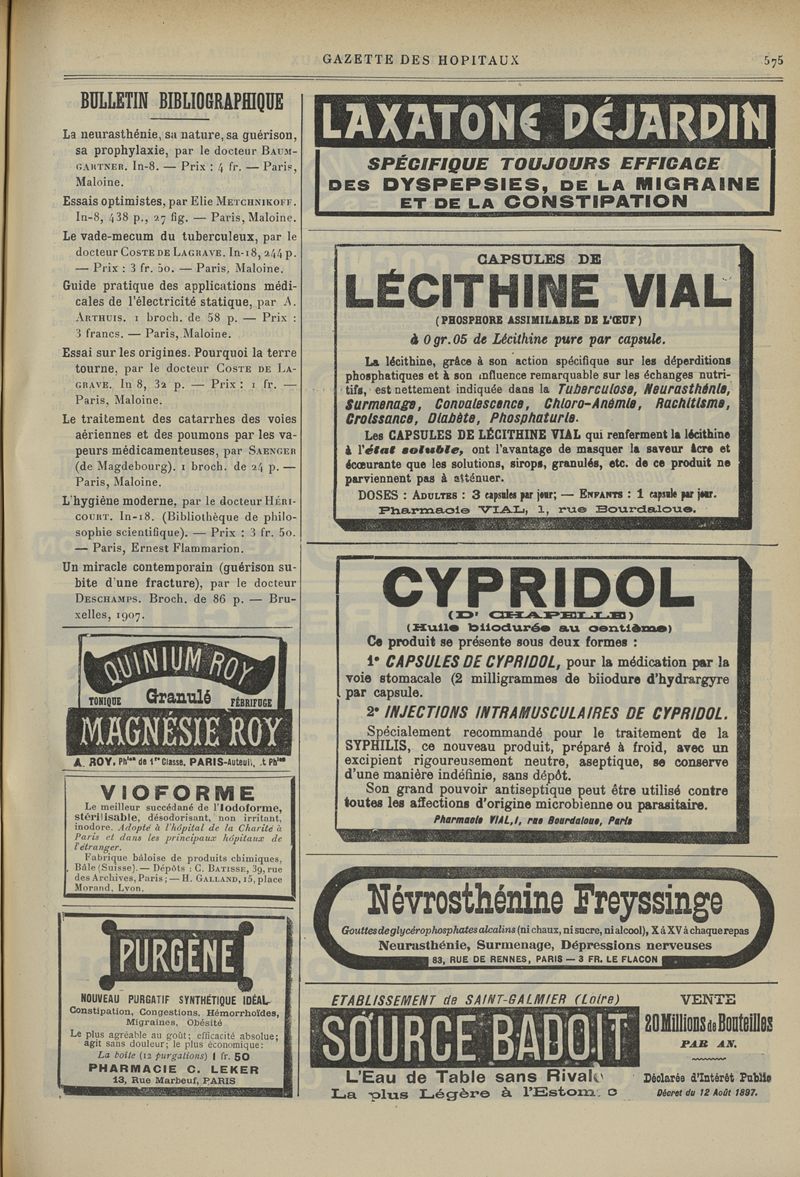 GAZETTE DES HOPITAUX
575
BULLETIN BIBLIOGRAPHIQUE
La neurasthénie, sa nature, sa guérison,
sa prophylaxie, par le docteur BAUM-
GARTNER. In-8. — Prix : 4 fr. — Paris,
Maloine.
Essais optimistes, par Elie METCHNIKOFF.
In-8, 438 p., 27 fig. — Paris, Maloine.
Le vade-mecum du tuberculeux, par le
docteur COSTE DE LAGRAVE. In-18, 244 p.
— Prix : 3 fr. 50. — Paris, Maloine.
Guide pratique des applications médi-
cales de l'électricité statique, par A.
ARTHUIS. 1 broch. de 58 p. — Prix :
3 francs. — Paris, Maloine.
Essai sur les origines. Pourquoi la terre
tourne, par le docteur COSTE DE LA-
GRAVE. In 8, 32 p. — Prix : 1 fr. —
Paris, Maloine.
Le traitement des catarrhes des voies
aériennes et des poumons par les va-
peurs médicamenteuses, par SAENGER
(de Magdebourg). 1 broch. de 24 p. —
Paris, Maloine.
L'hygiène moderne, par le docteur HÉRI-
COURT. In-18. (Bibliothèque de philo-
sophie scientifique). — Prix : 3 fr. 50.
— Paris, Ernest Flammarion.
Un miracle contemporain (guérison su-
bite d'une fracture), par le docteur
DESCHAMPS. Broch. de 86 p. — Bru-
xelles, 1907.
QUINIUM ROY
TONIQUE Granulé FÉBRIFUGE
MAGNÉSIE ROY
A. ROY, Phien de 1re Classe, PARIS-Auteuil, et Phies
VIOFORME
Le meilleur succédané de l'Iodoforme,
stérilisable, désodorisant, non irritant,
inodore. Adopté à l'hôpital de la Charité à
Paris et dans les principaux hôpitaux de
l'étranger.
Fabrique bâloise de produits chimiques,
Bâle (Suisse). — Dépôts : C. BATISSE, 39, rue
des Archives, Paris; — H. GALLAND, 15, place
Morand, Lyon.
PURGÈNE
NOUVEAU PURGATIF SYNTHÉTIQUE IDÉAL
Constipation, Congestions, Hémorrhoïdes,
Migraines, Obésité
Le plus agréable au goût; efficacité absolue;
agit sans douleur; le plus économique:
La boîte (12 purgations) 1 fr. 50
PHARMACIE C. LEKER
13, Rue Marbeuf, PARIS
LAXATONE DÉJARDIN
SPÉCIFIQUE TOUJOURS EFFICACE
DES DYSPEPSIES, DE LA MIGRAINE
ET DE LA CONSTIPATION
CAPSULES DE
LÉCITHINE VIAL
(PHOSPHORE ASSIMILABLE DE L'ŒUF)
à 0 gr. 05 de Lécithine pure par capsule.
La lécithine, grâce à son action spécifique sur les déperditions
phosphatiques et à son influence remarquable sur les échanges nutri-
tifs, est nettement indiquée dans la Tuberculose, Neurasthénie,
Surmenage, Convalescence, Chloro-Anémie, Rachitisme,
Croissance, Diabète, Phosphaturie.
Les CAPSULES DE LÉCITHINE VIAL qui renferment la lécithine
à l'état soluble, ont l'avantage de masquer la saveur âcre et
écœurante que les solutions, sirops, granulés, etc. de ce produit ne
parviennent pas à atténuer.
DOSES : ADULTES : 3 capsules par jour; — ENFANTS : 1 capsule par jour.
Pharmacie VIAL, 1, rue Bourdaloue.
CYPRIDOL
(D' CHAPELLE)
(Huile biiodurée au centième)
Ce produit se présente sous deux formes :
1° CAPSULES DE CYPRIDOL, pour la médication par la
voie stomacale (2 milligrammes de biiodure d'hydrargyre
par capsule.
2° INJECTIONS INTRAMUSCULAIRES DE CYPRIDOL.
Spécialement recommandé pour le traitement de la
SYPHILIS, ce nouveau produit, préparé à froid, avec un
excipient rigoureusement neutre, aseptique, se conserve
d'une manière indéfinie, sans dépôt.
Son grand pouvoir antiseptique peut être utilisé contre
toutes les affections d'origine microbienne ou parasitaire.
Pharmacie VIAL, 1, rue Bourdaloue, Paris
Névrosthénine Freyssinge
Gouttes de glycérophosphates alcalins (ni chaux, ni sucre, ni alcool), X à XV à chaque repas
Neurasthénie, Surmenage, Dépressions nerveuses
83, RUE DE RENNES, PARIS — 3 FR. LE FLACON
ETABLISSEMENT de SAINT-GALMIER (Loire)
SOURCE BADOIT
L'Eau de Table sans Rivale
La plus Légère à l'Estom c
VENTE
20 Millions de Bouteilles
PAR AN.
Déclarée d'Intérêt Public
Décret du 12 Août 1897.